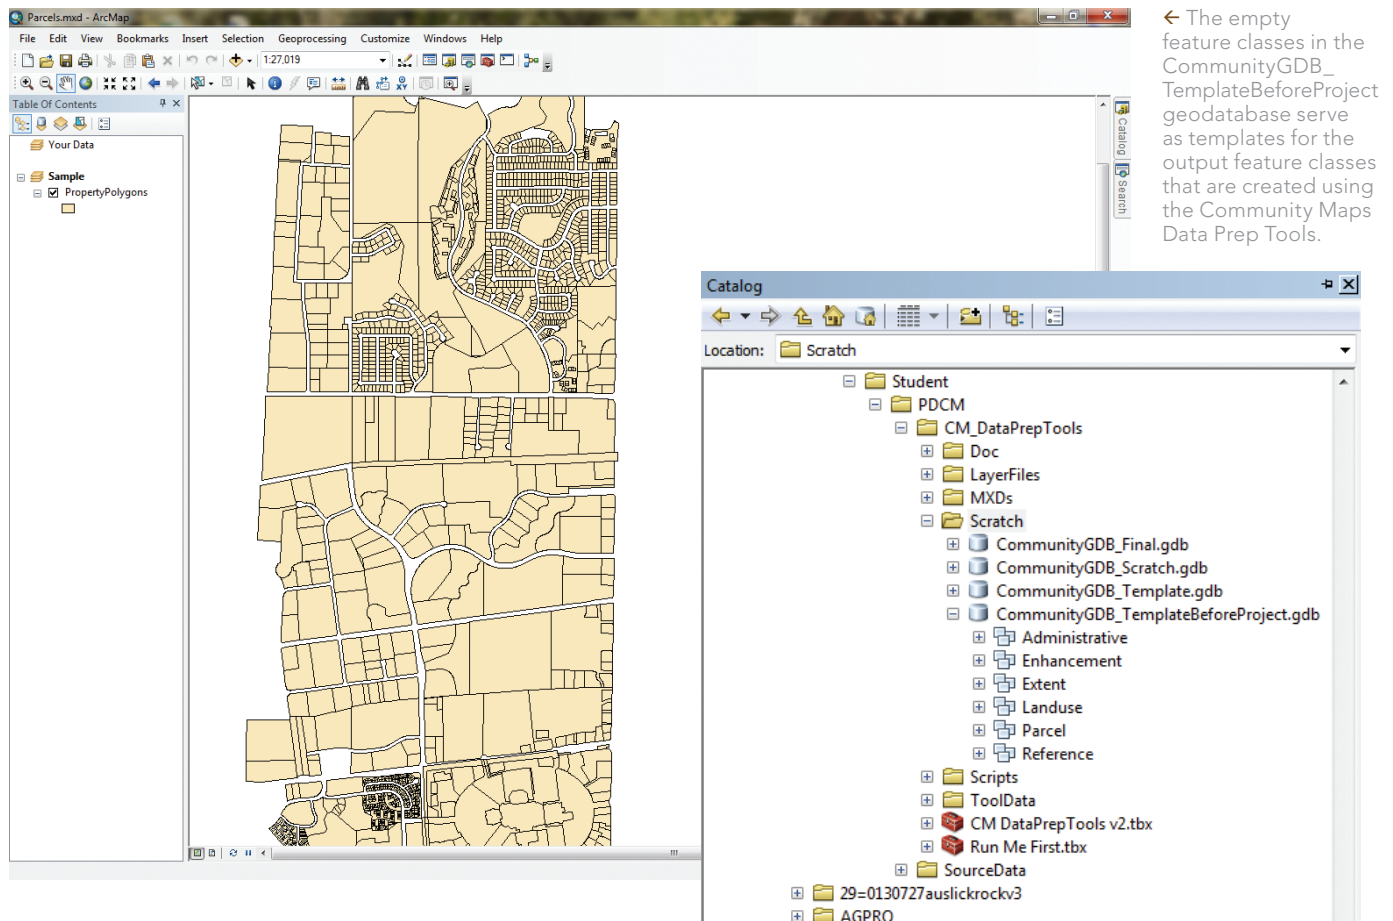 Parcels.mxd - ArcMap
File Edit View Bookmarks Insert Selection Geoprocessing Customize Windows Help
1:27,019
Table Of Contents
Your Data
Sample
PropertyPolygons
Catalog
Search
← The empty
feature classes in the
CommunityGDB_
TemplateBeforeProject
geodatabase serve
as templates for the
output feature classes
that are created using
the Community Maps
Data Prep Tools.
Catalog
Location: Scratch
Student
PDCM
CM_DataPrepTools
Doc
LayerFiles
MXDs
Scratch
CommunityGDB_Final.gdb
CommunityGDB_Scratch.gdb
CommunityGDB_Template.gdb
CommunityGDB_TemplateBeforeProject.gdb
Administrative
Enhancement
Extent
Landuse
Parcel
Reference
Scripts
ToolData
CM DataPrepTools v2.tbx
Run Me First.tbx
SourceData
29=0130727auslickrockv3
AGPRO